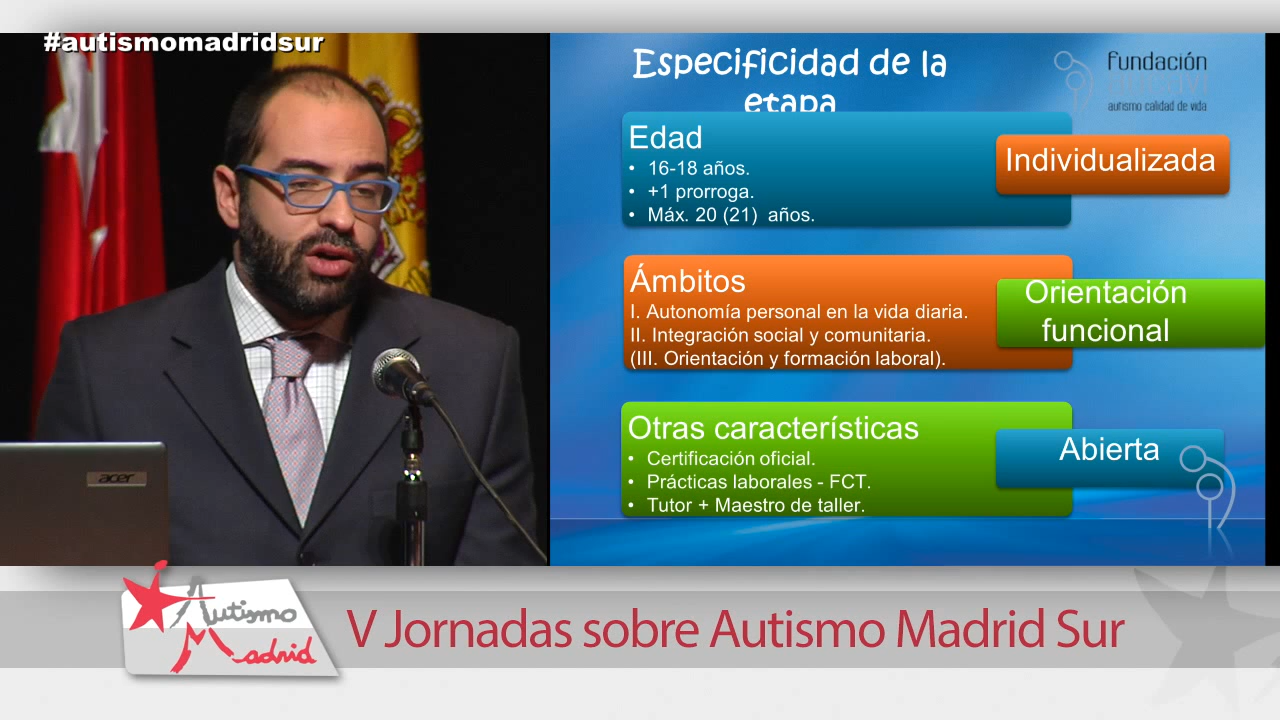 #autismomadridsur
Especificidad de la
etapa
fundación
autismo calidad de vida
Edad
• 16-18 años.
• +1 prorroga.
• Máx. 20 (21) años.
Individualizada
Ámbitos
I. Autonomía personal en la vida diaria.
II. Integración social y comunitaria.
(III. Orientación y formación laboral).
Orientación
funcional
Otras características
• Certificación oficial.
• Prácticas laborales - FCT.
• Tutor + Maestro de taller.
Abierta
acer
Autismo
Madrid
V Jornadas sobre Autismo Madrid Sur